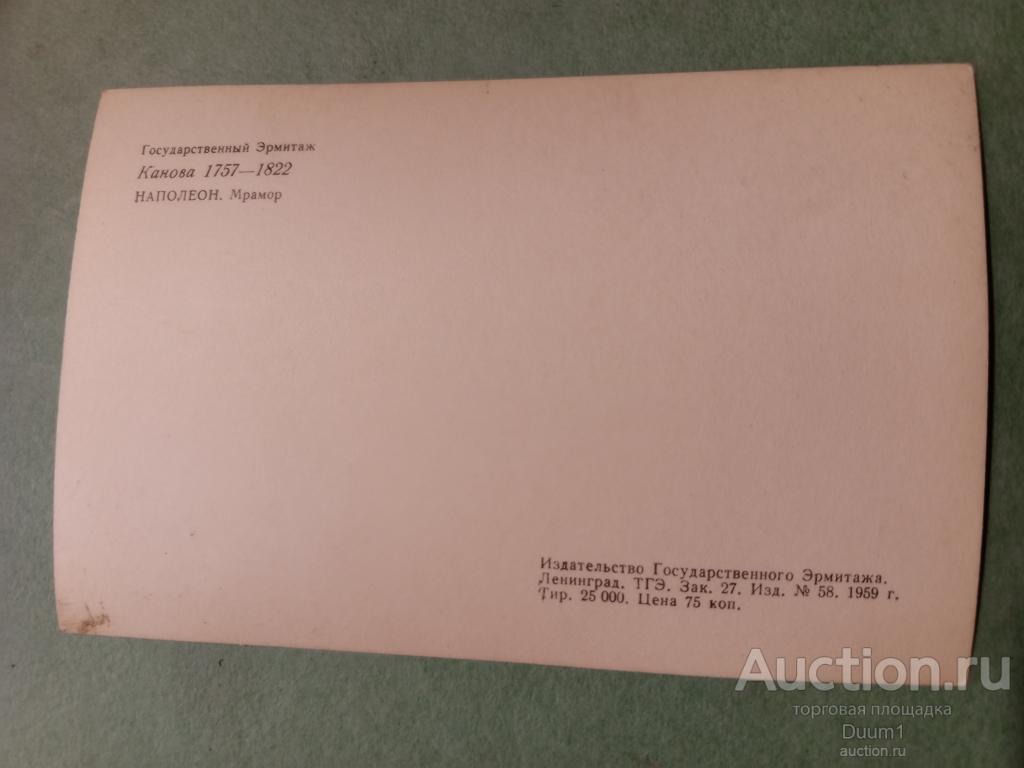 Государственный Эрмитаж
Канова 1757—1822
НАПОЛЕОН. Мрамор
Издательство Государственного Эрмитажа.
Ленинград. ТГЭ. Зак. 27. Изд. № 58. 1959 г.
Тир. 25 000. Цена 75 коп.
Auction.ru
торговая площадка
Duum1
auction.ru